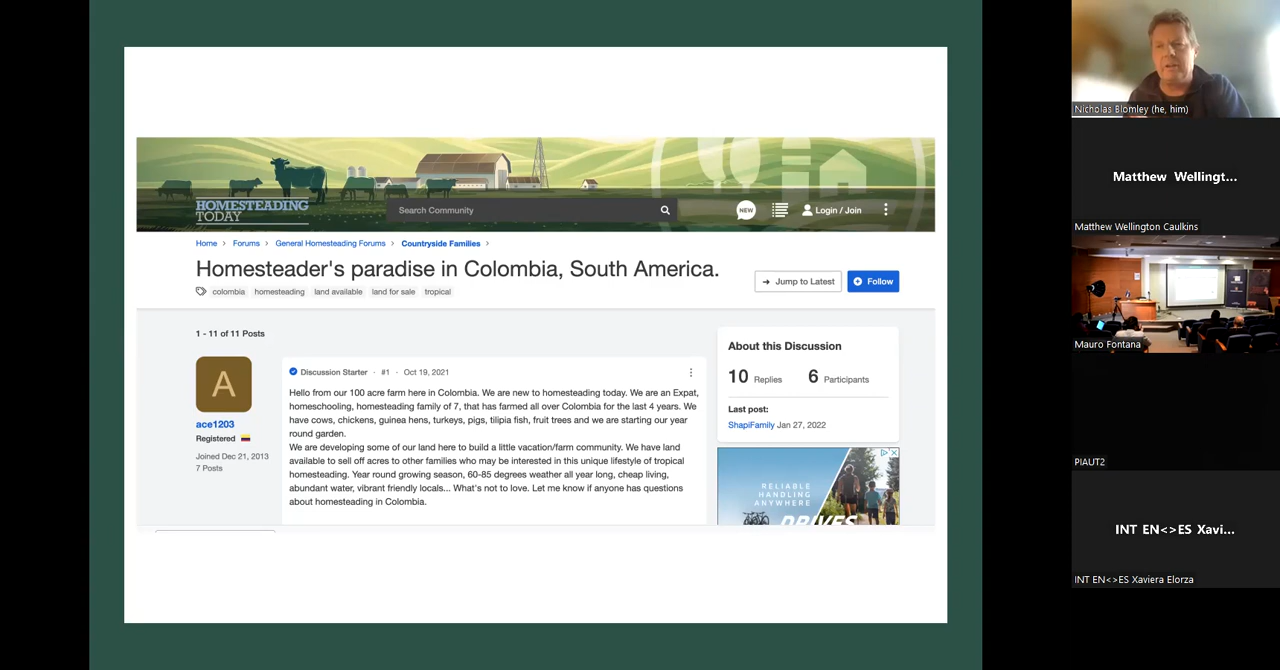 HOMESTEADING
TODAY
Search Community
NEW
Login / Join
Home
Forums
General Homesteading Forums
Countryside Families
Homesteader's paradise in Colombia, South America.
colombia
homesteading
land available
land for sale
tropical
Jump to Latest
Follow
1 - 11 of 11 Posts
A
ace1203
Registered
Joined Dec 21, 2013
7 Posts
Discussion Starter · #1 · Oct 19, 2021
Hello from our 100 acre farm here in Colombia. We are new to homesteading today. We are an Expat,
homeschooling, homesteading family of 7, that has farmed all over Colombia for the last 4 years. We
have cows, chickens, guinea hens, turkeys, pigs, tilipia fish, fruit trees and we are starting our year
round garden.
We are developing some of our land here to build a little vacation/farm community. We have land
available to sell off acres to other families who may be interested in this unique lifestyle of tropical
homesteading. Year round growing season, 60-85 degrees weather all year long, cheap living,
abundant water, vibrant friendly locals... What's not to love. Let me know if anyone has questions
about homesteading in Colombia.
About this Discussion
10 Replies
6 Participants
Last post:
ShapiFamily Jan 27, 2022
RELIABLE
HANDLING
ANYWHERE
DRIVES
Nicholas Blomley (he, him)
Matthew Wellingt...
Matthew Wellington Caulkins
Mauro Fontana
PIAUT2
INT EN<>ES Xavi...
INT EN<>ES Xaviera Elorza